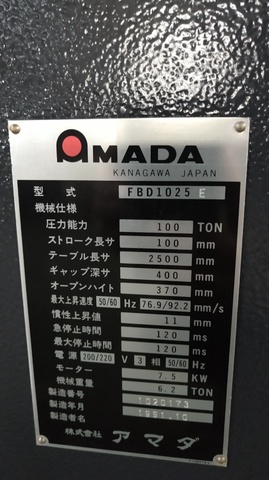 AMADA
KANAGAWA JAPAN
型式 FBD1025 E
機械仕様
圧力能力 100 TON
ストローク長サ 100 mm
テーブル長サ 2500 mm
ギャップ深サ 400 mm
オープンハイト 370 mm
最大上昇速度 50/60 Hz 76.9/92.2 mm/s
慣性上昇値 11 mm
急停止時間 120 ms
最大停止時間 120 ms
電源 200/220 V 3 相 50/60 Hz
モーター 7.5 KW
機械重量 6.2 TON
製造番号 1020173
製造年月 1991.10
製造者名
株式会社 アマダ